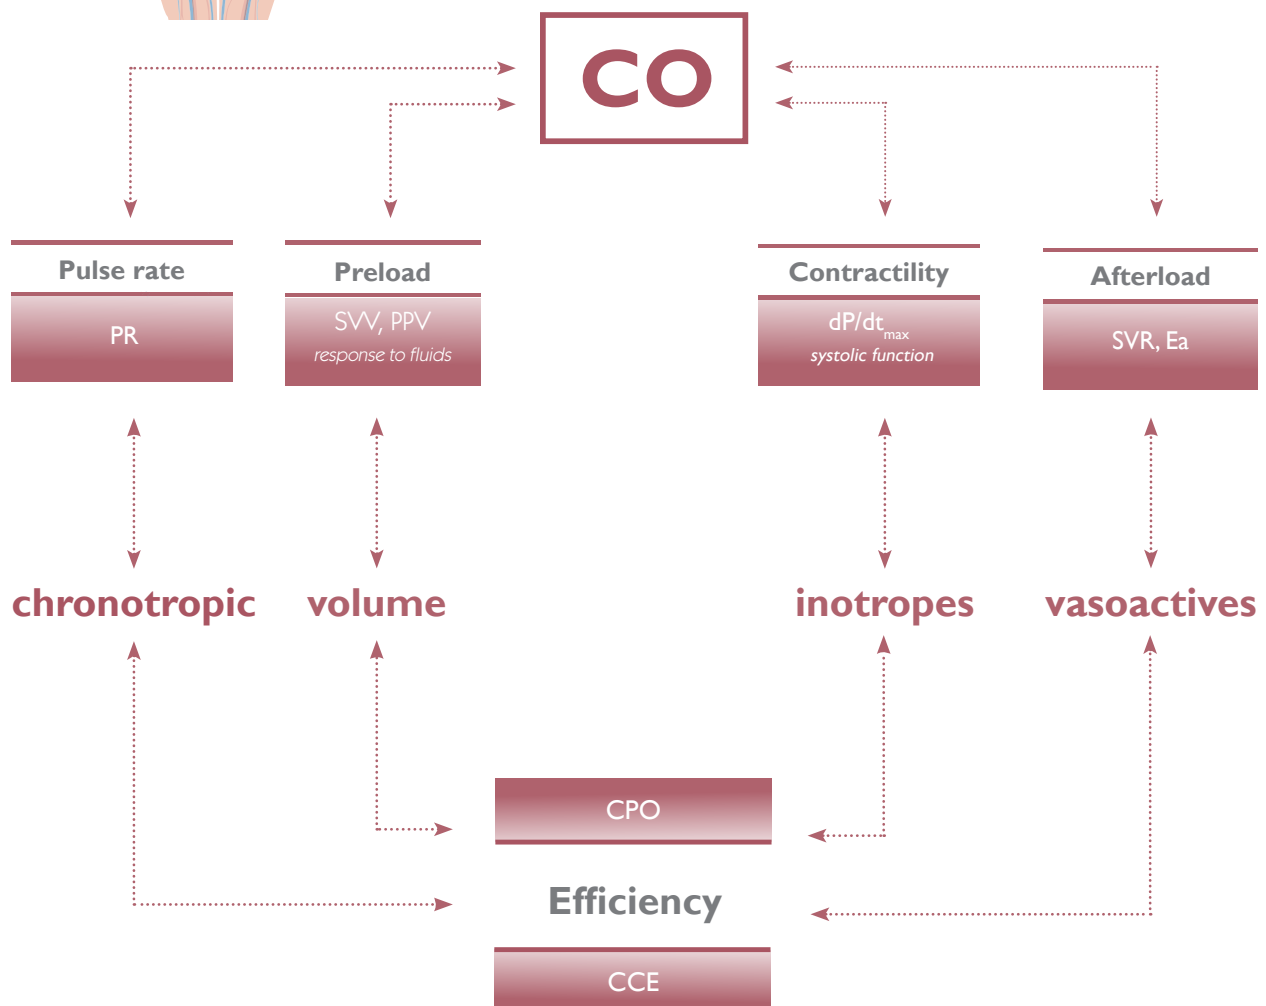 CO
Pulse rate
PR
Preload
SVV, PPV
response to fluids
Contractility
dP/dtmax
systolic function
Afterload
SVR, Ea
chronotropic
volume
inotropes
vasoactives
CPO
Efficiency
CCE